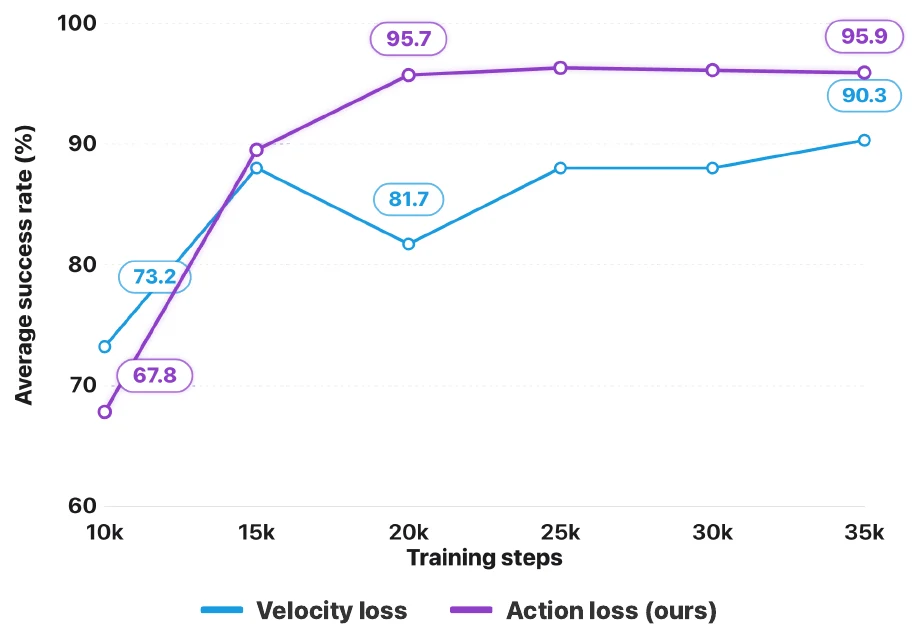 100
95.7
95.9
90.3
90
81.7
80
73.2
70
67.8
60
Average success rate (%)
10k 15k 20k 25k 30k 35k
Training steps
Velocity loss Action loss (ours)